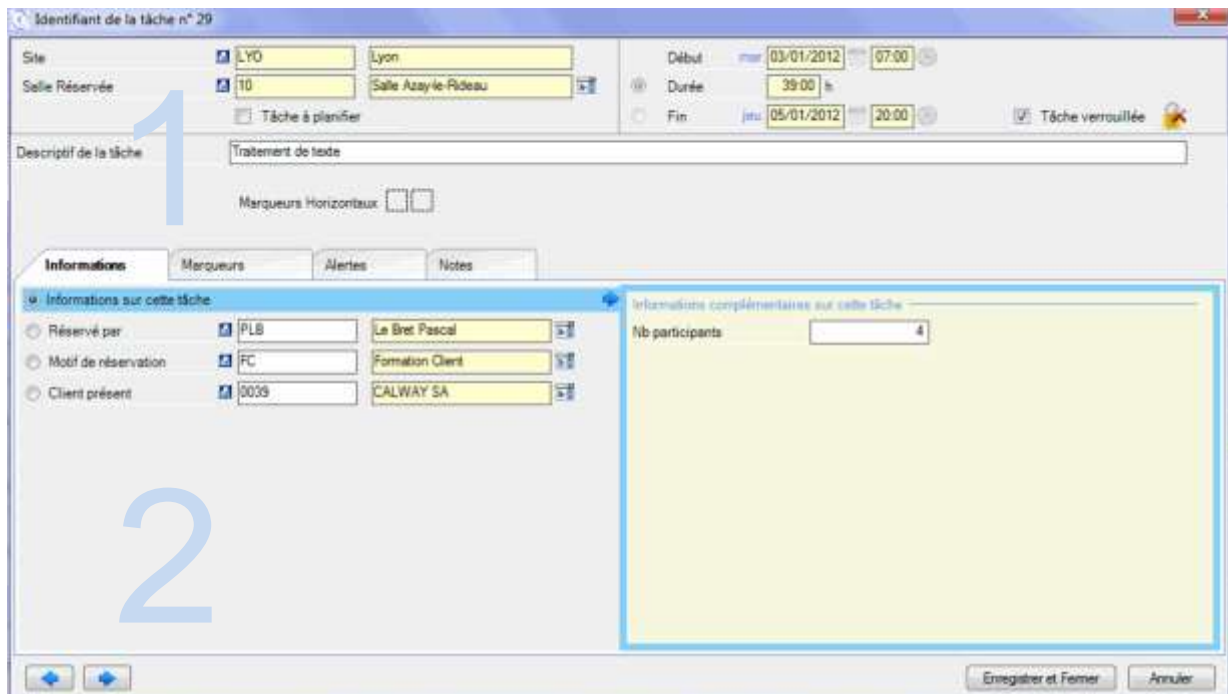 Identifiant de la tâche n° 29
Site LYO Lyon Début mar 03/01/2012 07:00
Salle Réservée 10 Salle Azay-le-Rideau Durée 39:00 h
Tâche à planifier Fin jeu 05/01/2012 20:00 Tâche verrouillée
1
Descriptif de la tâche Traitement de texte
Marqueurs Horizontaux
Informations Marqueurs Alertes Notes
Informations sur cette tâche Informations complémentaires sur cette tâche
Réservé par PLB Le Bret Pascal Nb participants 4
Motif de réservation FC Formation Client
Client présent 0039 CALWAY SA
2
Enregistrer et Fermer Annuler